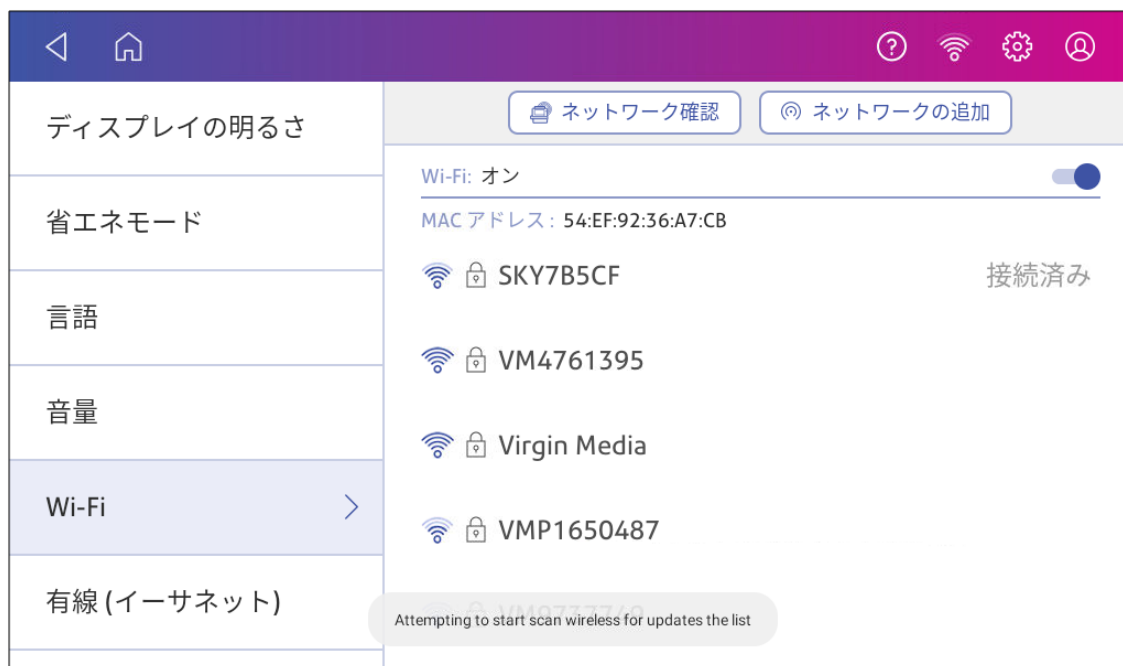 ネットワーク確認
ネットワークの追加
ディスプレイの明るさ
省エネモード
言語
音量
Wi-Fi
有線 (イーサネット)
Wi-Fi: オン
MAC アドレス : 54:EF:92:36:A7:CB
SKY7B5CF 接続済み
VM4761395
Virgin Media
VMP1650487
Attempting to start scan wireless for updates the list